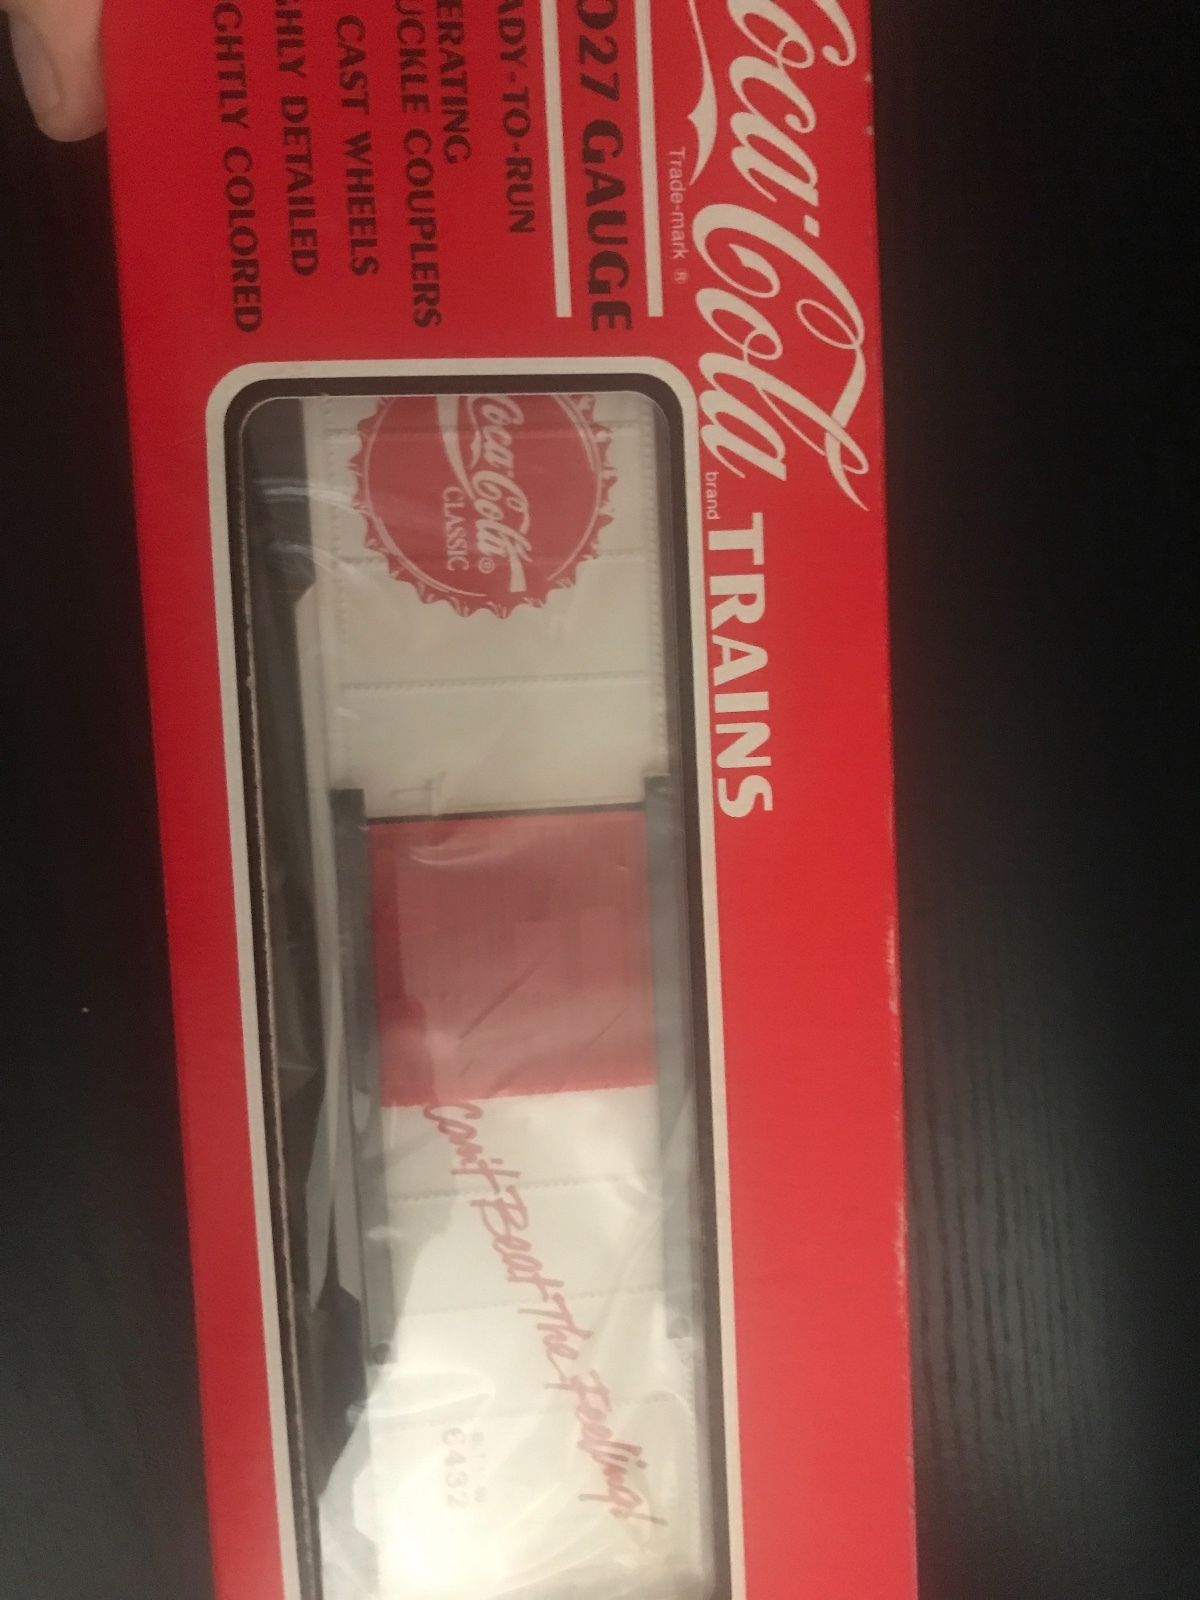 Coca-Cola
Trade-mark ®
brand
TRAINS
O27 GAUGE
ADY-TO-RUN
ERATING
UCKLE COUPLERS
CAST WHEELS
GHLY DETAILED
GHTLY COLORED
Coca-Cola®
CLASSIC
Can't Beat The Feeling!
6432